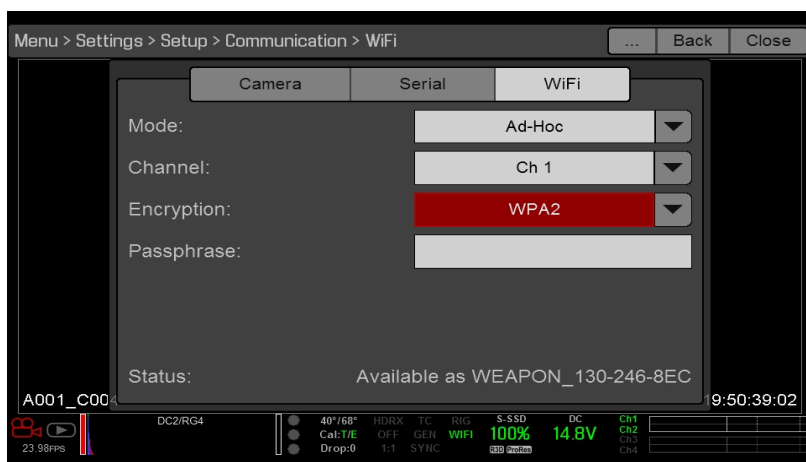 Menu > Settings > Setup > Communication > WiFi ... Back Close
Camera Serial WiFi
Mode: Ad-Hoc
Channel: Ch 1
Encryption: WPA2
Passphrase:
Status: Available as WEAPON_130-246-8EC
A001_C00 9:50:39:02
DC2/RG4 40°/68° HDRX TC RIG S-SSD DC Ch1
Cal:T/E OFF GEN WIFI 100% 14.8V Ch2
Ch3
23.98FPS Drop:0 1:1 SYNC R3D ProRes Ch4